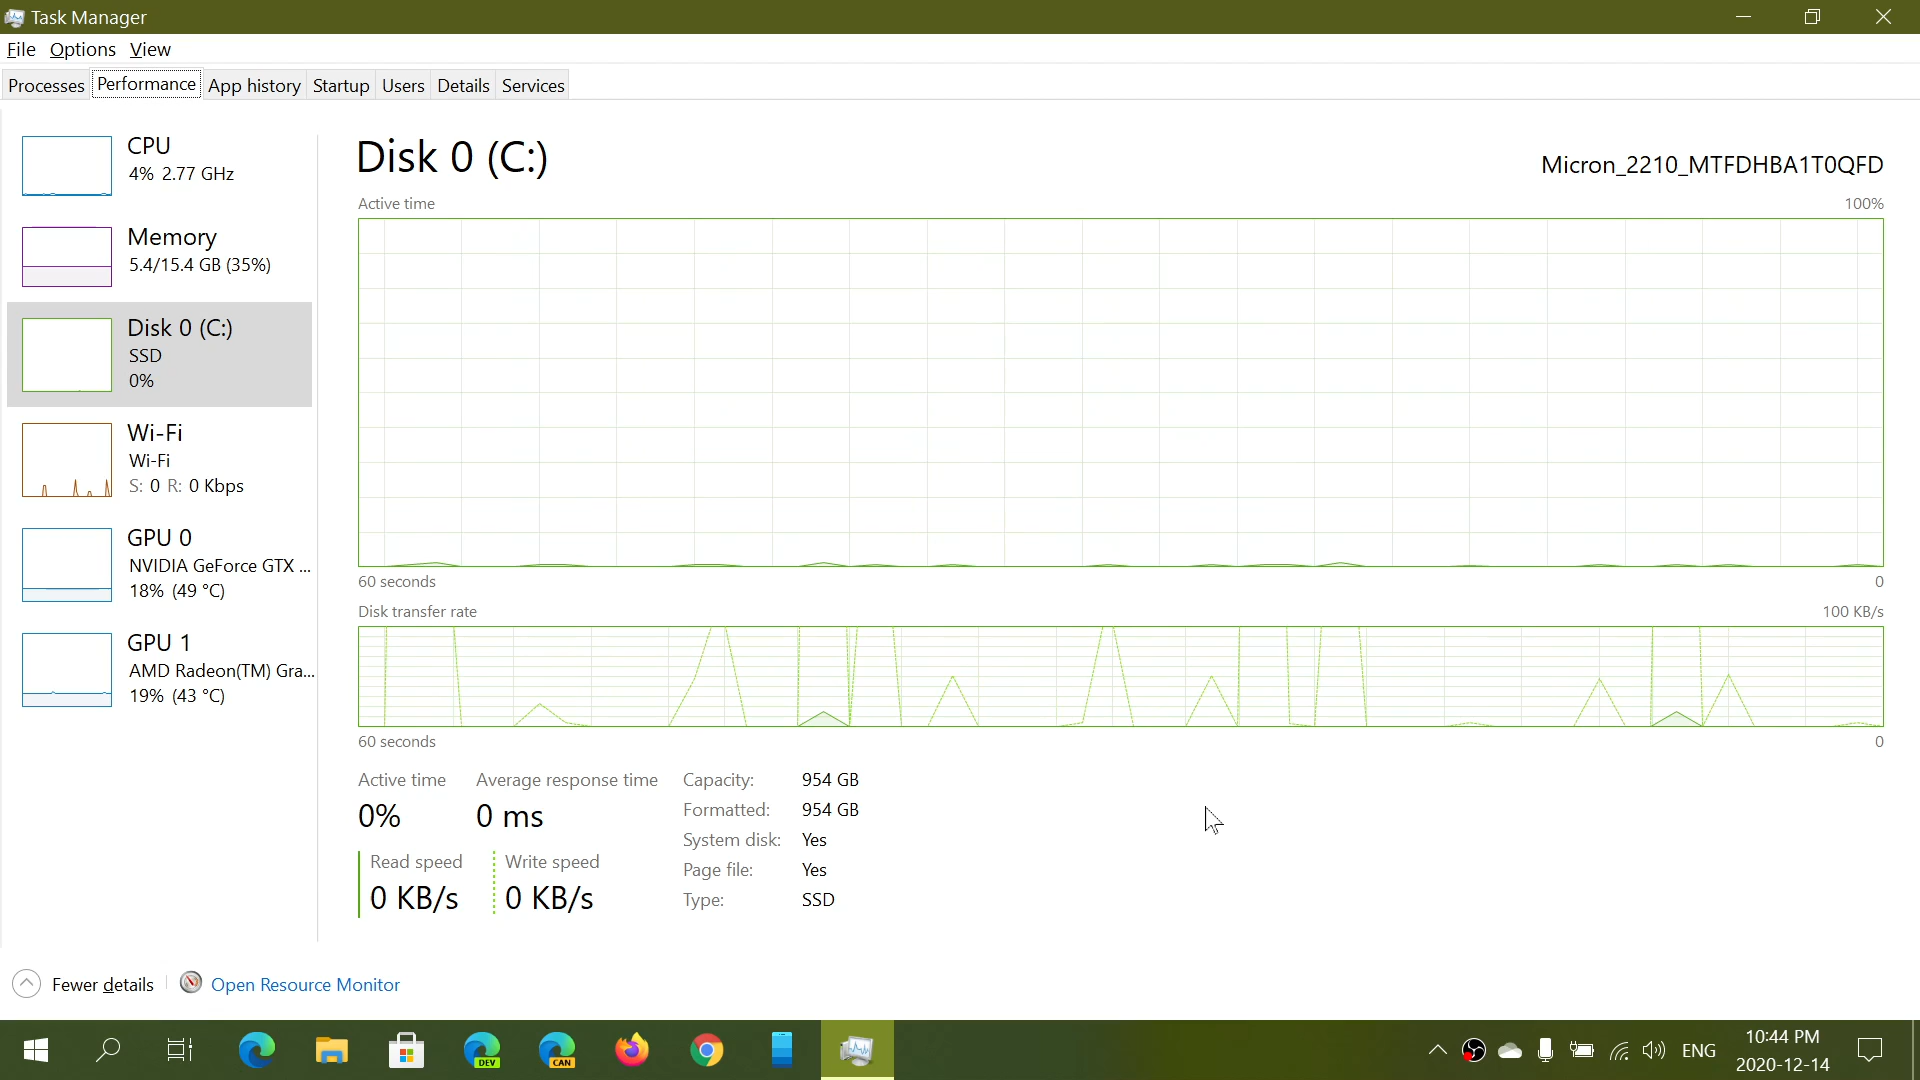 Task Manager
File Options View
Processes Performance App history Startup Users Details Services
CPU
4% 2.77 GHz
Memory
5.4/15.4 GB (35%)
Disk 0 (C:)
SSD
0%
Wi-Fi
Wi-Fi
S: 0 R: 0 Kbps
GPU 0
NVIDIA GeForce GTX ...
18% (49 °C)
GPU 1
AMD Radeon(TM) Gra...
19% (43 °C)
Disk 0 (C:)
Micron_2210_MTFDHBA1T0QFD
Active time 100%
60 seconds 0
Disk transfer rate 100 KB/s
60 seconds 0
Active time Average response time
0% 0 ms
Read speed Write speed
0 KB/s 0 KB/s
Capacity: 954 GB
Formatted: 954 GB
System disk: Yes
Page file: Yes
Type: SSD
Fewer details Open Resource Monitor
DEV CAN
ENG
10:44 PM
2020-12-14